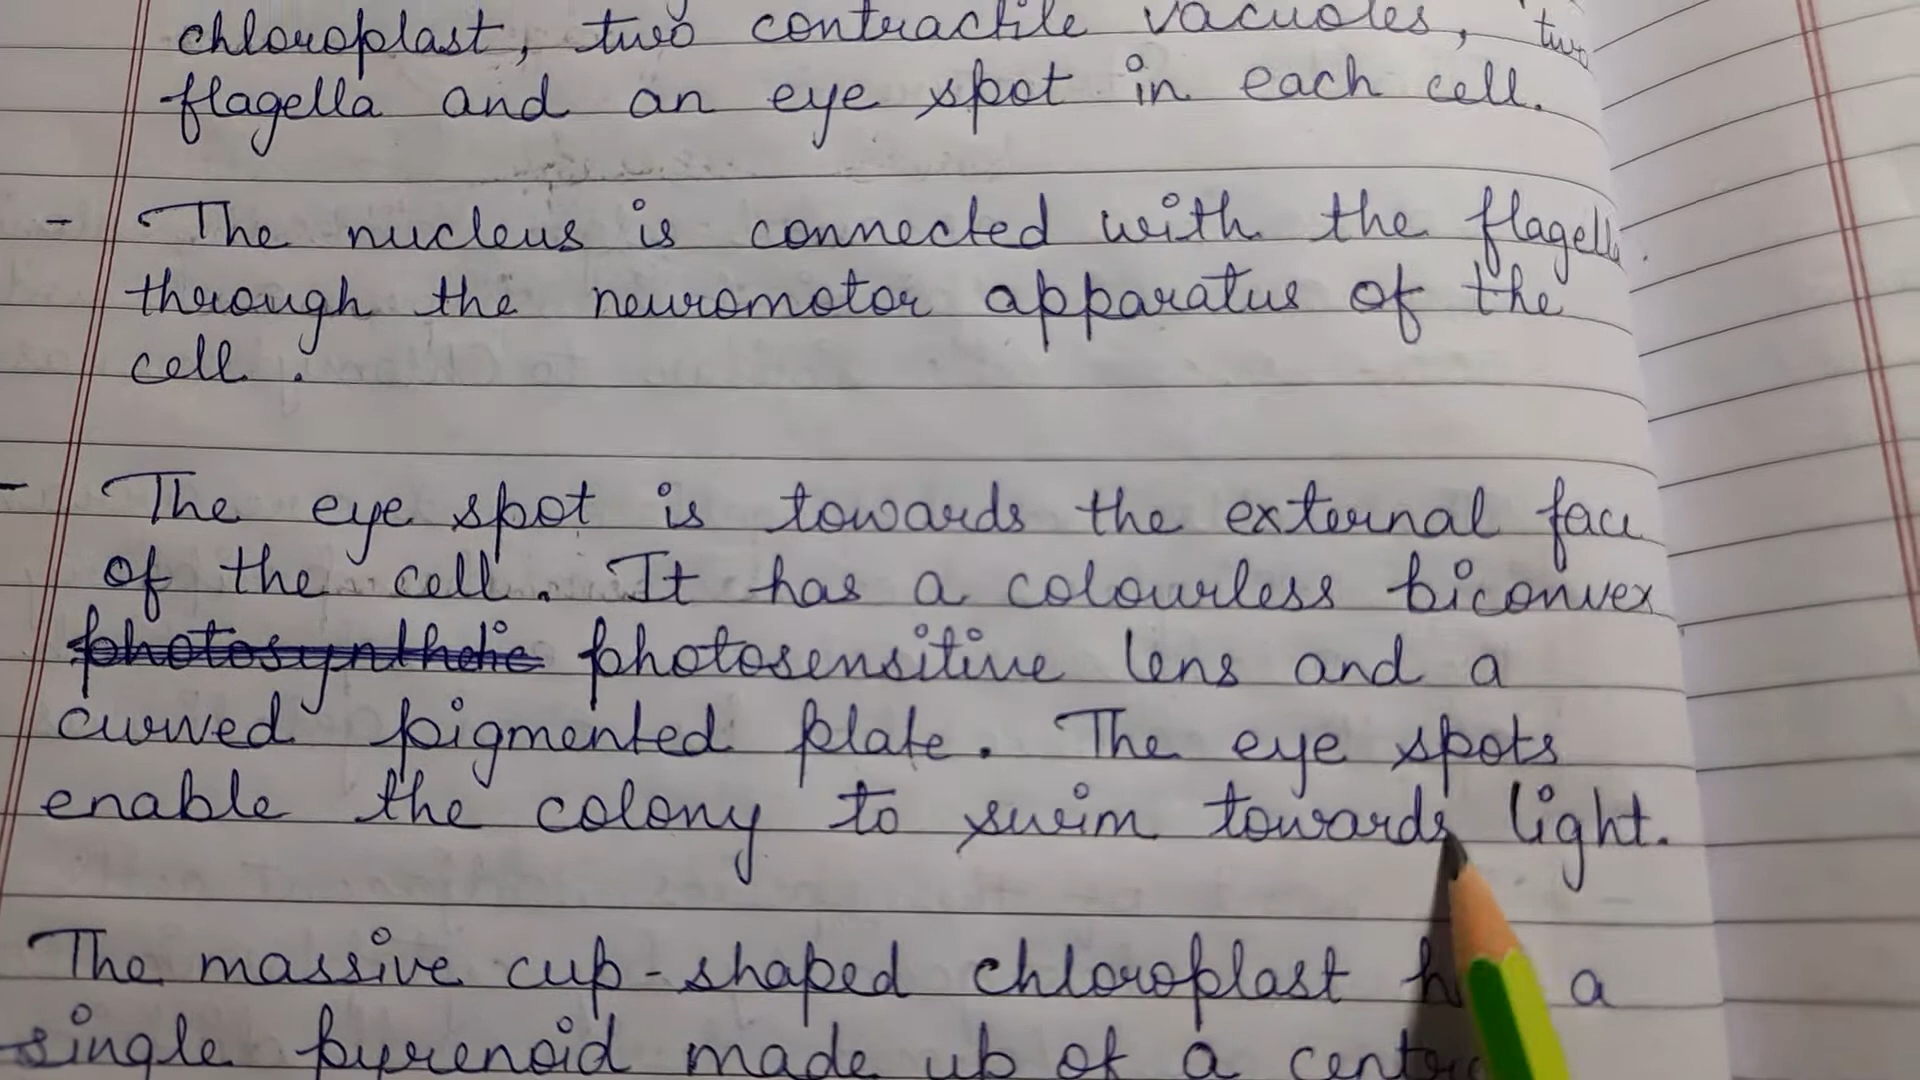 chloroplast, two contractile vacuoles, two
flagella and an eye spot in each cell.
- The nucleus is connected with the flagella
through the neuromotor apparatus of the
cell.
- The eye spot is towards the external face
of the cell. It has a colourless biconvex
photosynthetic photosensitive lens and a
curved pigmented plate. The eye spots
enable the colony to swim towards light.
The massive cup-shaped chloroplast a
single pyrenoid made up of a